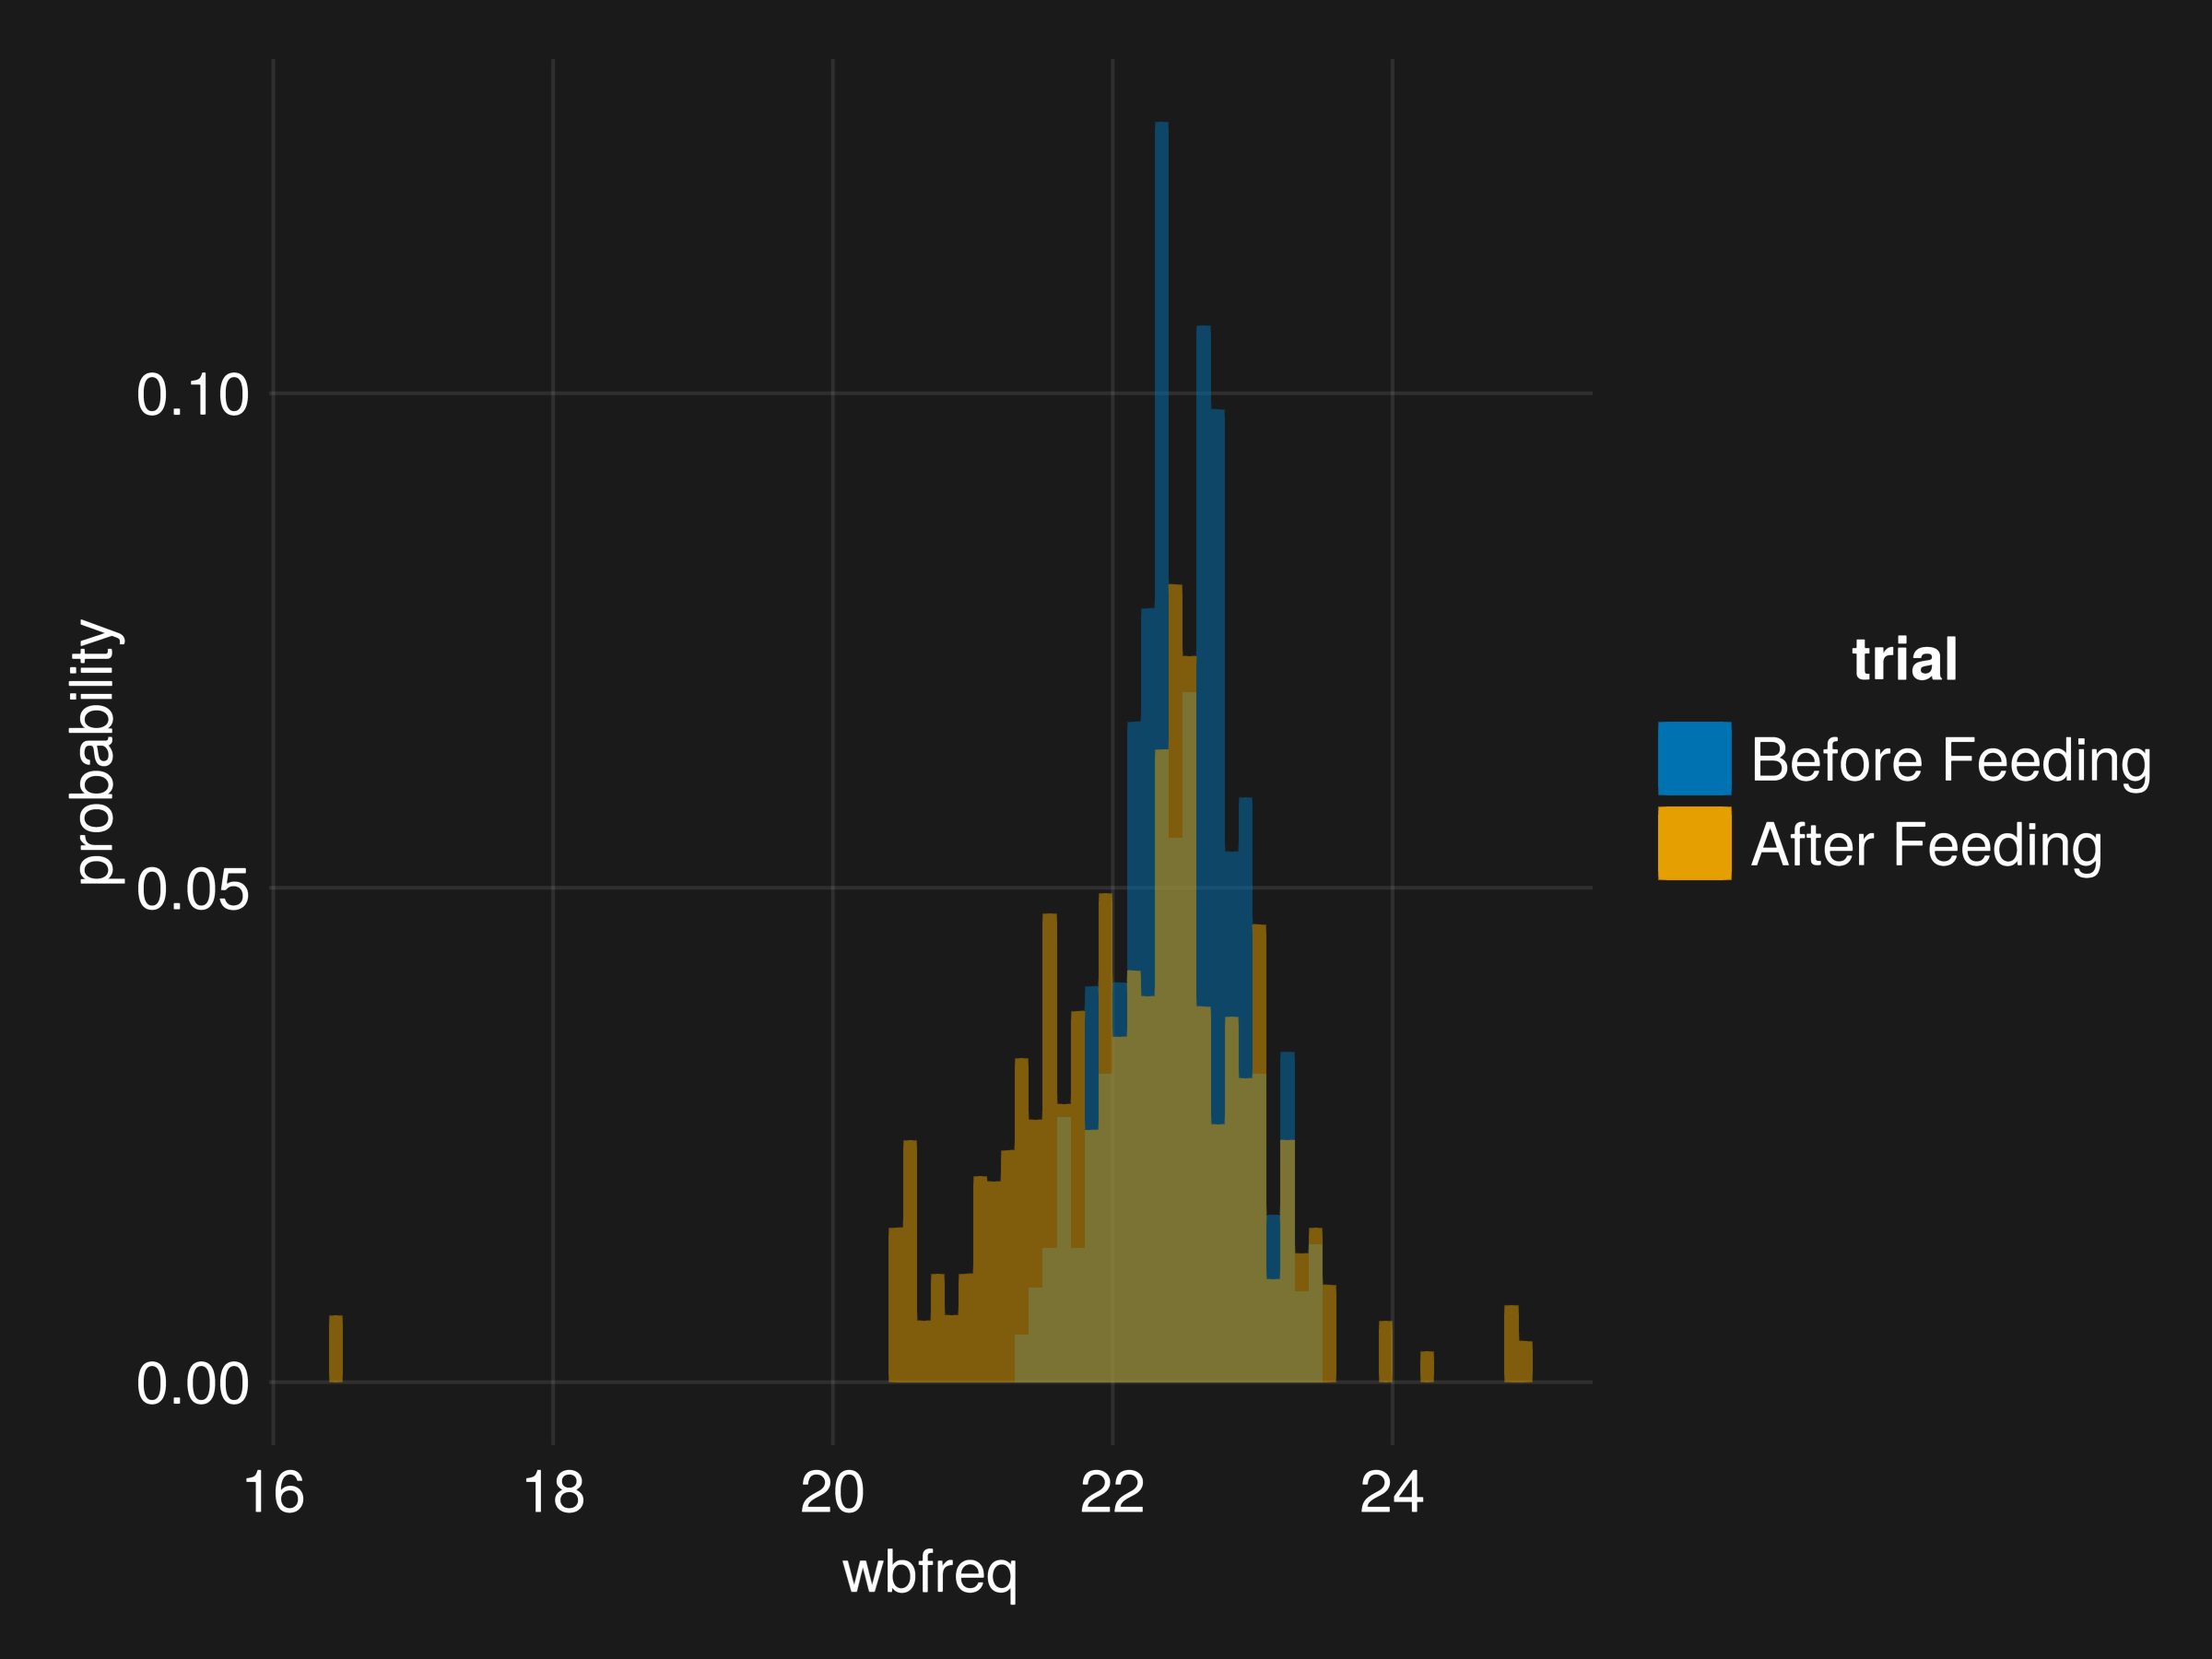 0.10
0.05
0.00
probability
16 18 20 22 24
wbfreq
trial
Before Feeding
After Feeding